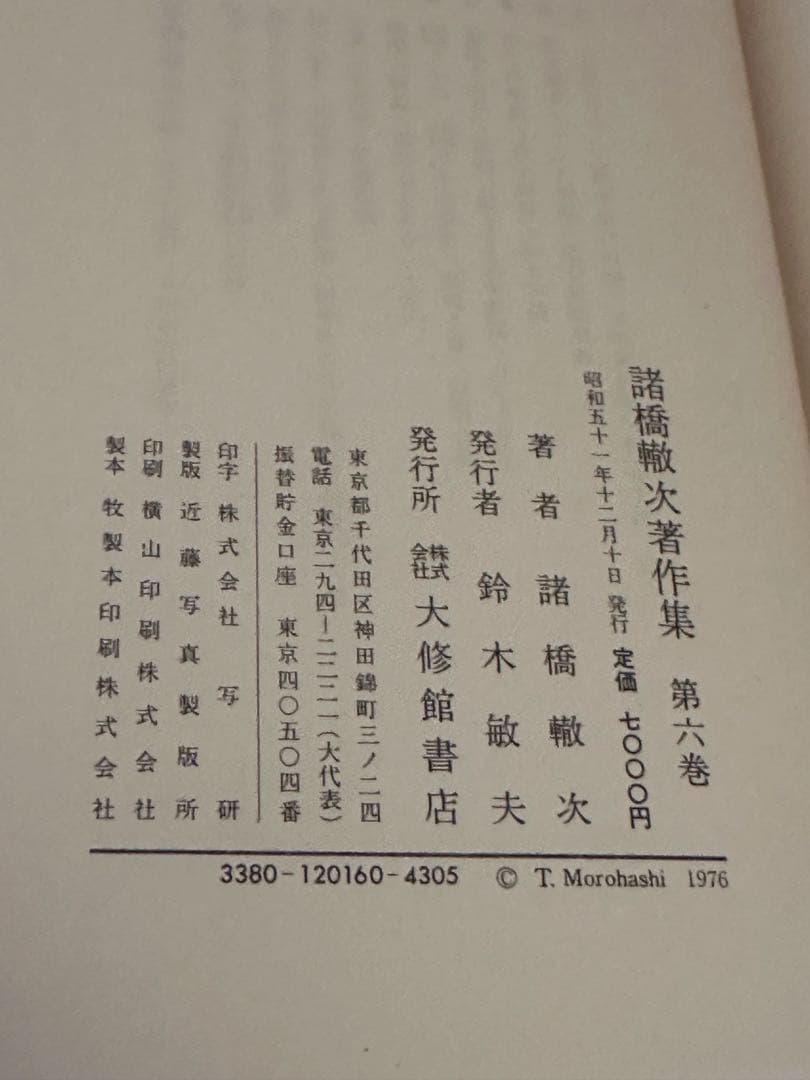 諸橋轍次著作集 第六巻
昭和五十一年十二月十日 発行 定価 七〇〇〇円
著者 諸橋轍次
発行者 鈴木敏夫
発行所 株式会社 大修館書店
東京都千代田区神田錦町三ノ二四
電話 東京二九四―二二二一(大代表)
振替貯金口座 東京四〇五〇四番
印字 株式会社 写研
製版 近藤写真製版所
印刷 横山印刷株式会社
製本 牧製本印刷株式会社
3380-120160-4305 © T. Morohashi 1976